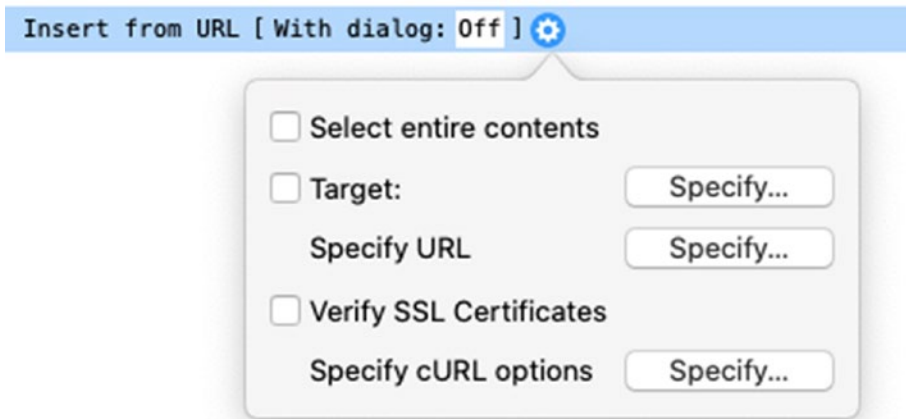 Insert from URL [ With dialog: Off ]
Select entire contents
Target: Specify...
Specify URL Specify...
Verify SSL Certificates
Specify cURL options Specify...